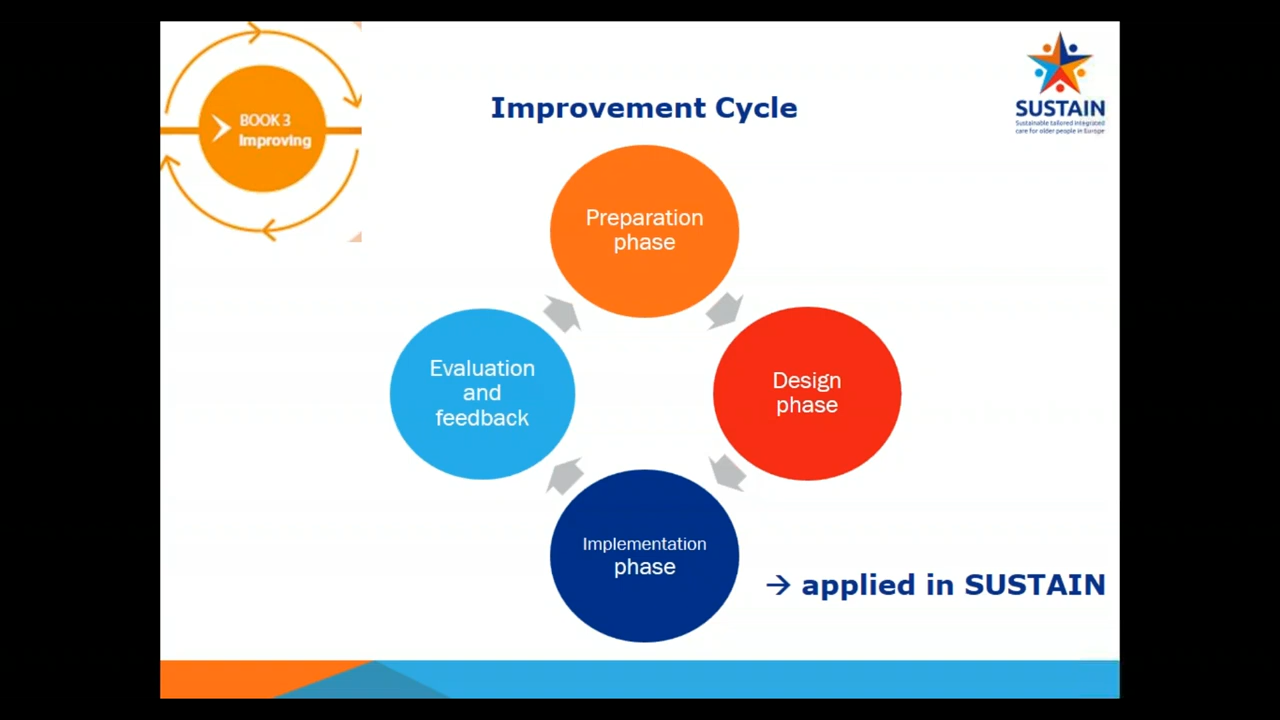 BOOK 3
Improving
Improvement Cycle
SUSTAIN
Sustainable tailored integrated
care for older people in Europe
Preparation
phase
Evaluation
and
feedback
Design
phase
Implementation
phase
→ applied in SUSTAIN